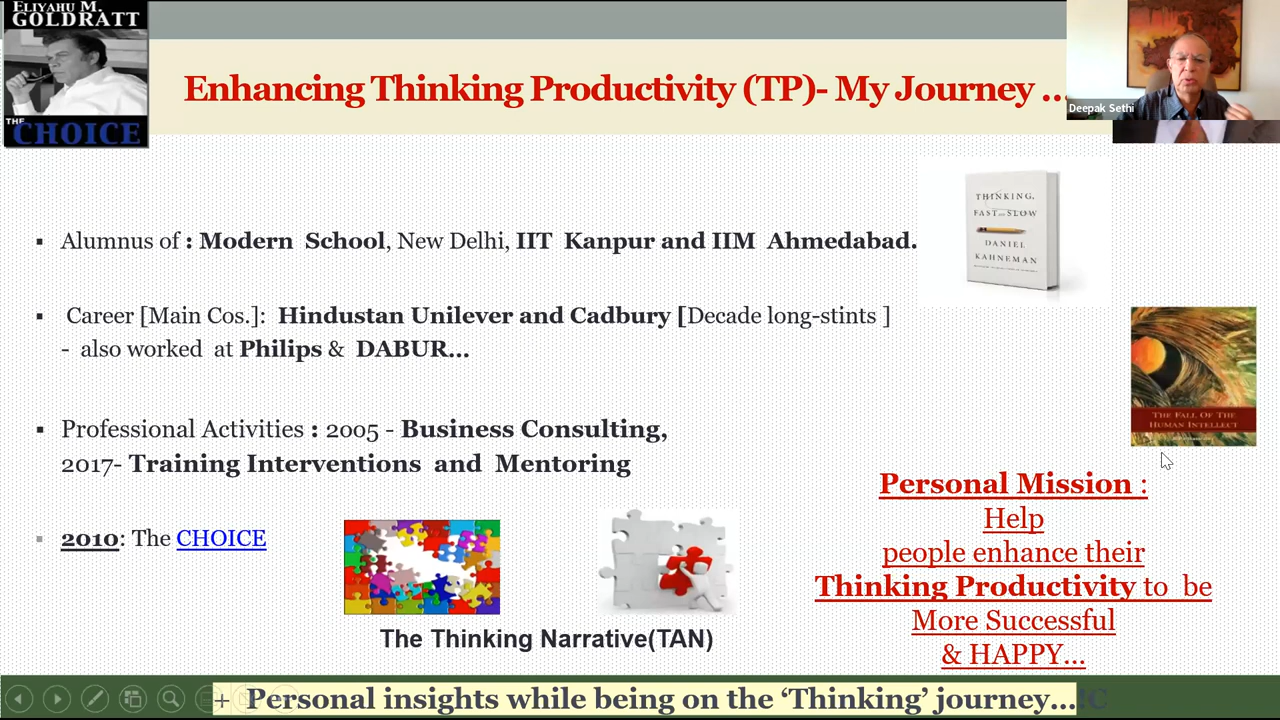 ELIYAHU M.
GOLDRATT
THE
CHOICE
Enhancing Thinking Productivity (TP)- My Journey ...
Deepak Sethi
THINKING,
FAST AND SLOW
DANIEL
KAHNEMAN
▪ Alumnus of : Modern School, New Delhi, IIT Kanpur and IIM Ahmedabad.
▪ Career [Main Cos.]: Hindustan Unilever and Cadbury [Decade long-stints ]
- also worked at Philips & DABUR...
THE FALL OF THE
HUMAN INTELLECT
▪ Professional Activities : 2005 - Business Consulting,
2017- Training Interventions and Mentoring
▪ 2010: The CHOICE
The Thinking Narrative(TAN)
Personal Mission :
Help
people enhance their
Thinking Productivity to be
More Successful
& HAPPY...
+ Personal insights while being on the ‘Thinking’ journey...!C